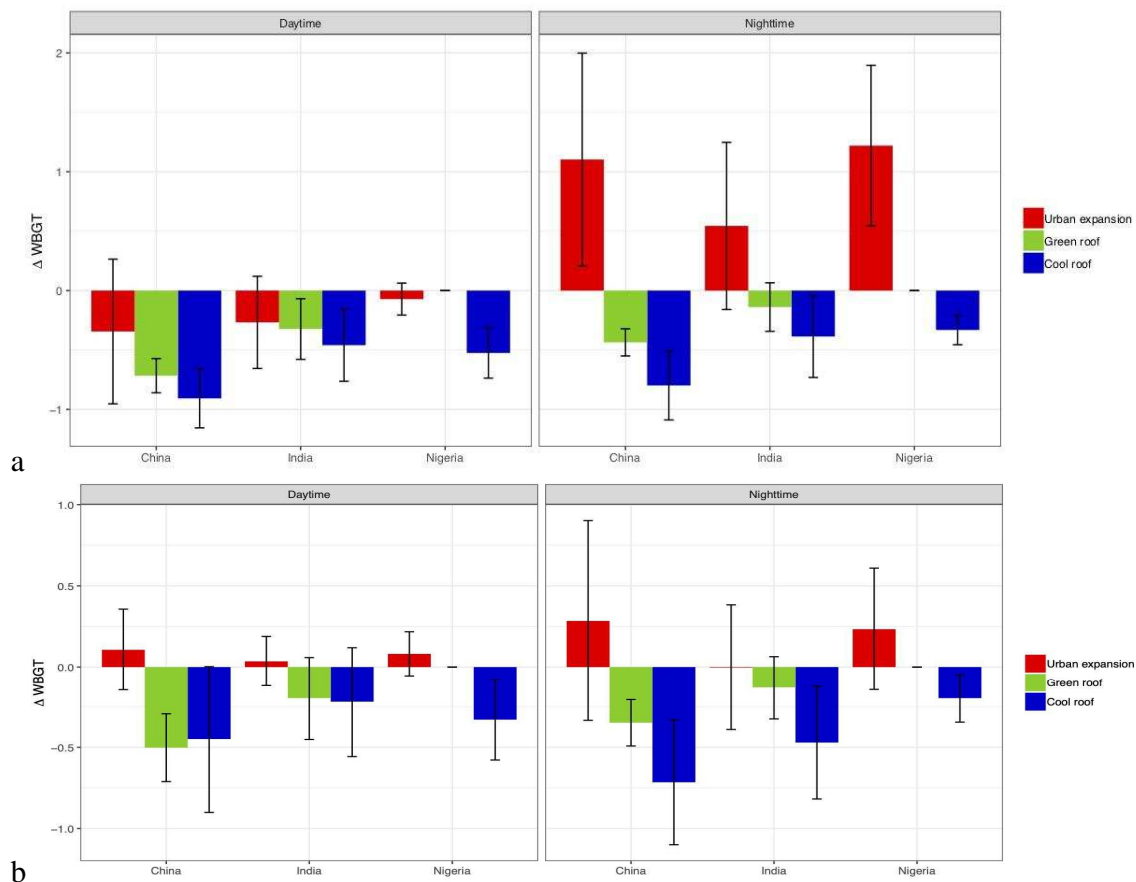 Daytime
Nighttime
2
1
0
−1
Δ WBGT
China
India
Nigeria
China
India
Nigeria
Urban expansion
Green roof
Cool roof
a
Daytime
Nighttime
1.0
0.5
0.0
−0.5
−1.0
Δ WBGT
China
India
Nigeria
China
India
Nigeria
Urban expansion
Green roof
Cool roof
b